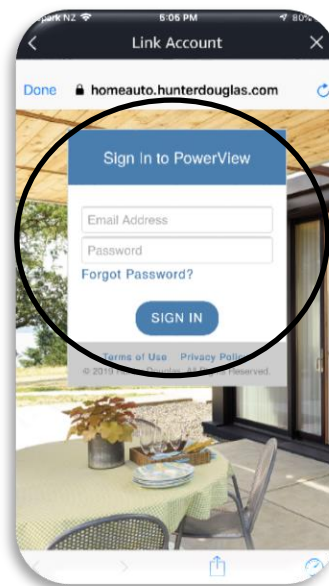 Spark NZ 5:05 PM 80%
Link Account
Done homeauto.hunterdouglas.com
Sign In to PowerView
Email Address
Password
Forgot Password?
SIGN IN
Terms of Use Privacy Policy
© 2019 Hunter Douglas. All Rights Reserved.